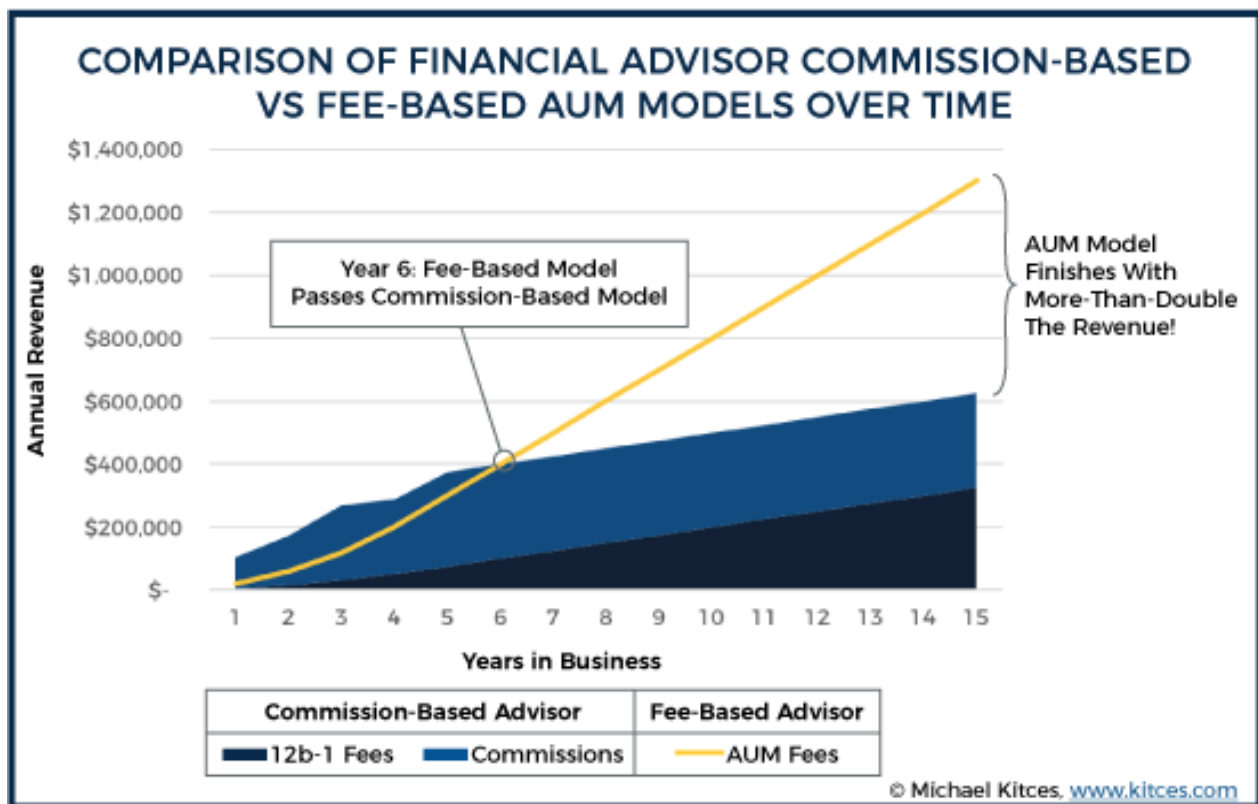 COMPARISON OF FINANCIAL ADVISOR COMMISSION-BASED
VS FEE-BASED AUM MODELS OVER TIME
$1,400,000
$1,200,000
$1,000,000
$800,000
$600,000
$400,000
$200,000
$-
Annual Revenue
Year 6: Fee-Based Model
Passes Commission-Based Model
AUM Model
Finishes With
More-Than-Double
The Revenue!
1 2 3 4 5 6 7 8 9 10 11 12 13 14 15
Years in Business
Commission-Based Advisor Fee-Based Advisor
12b-1 Fees Commissions AUM Fees
© Michael Kitces, www.kitces.com